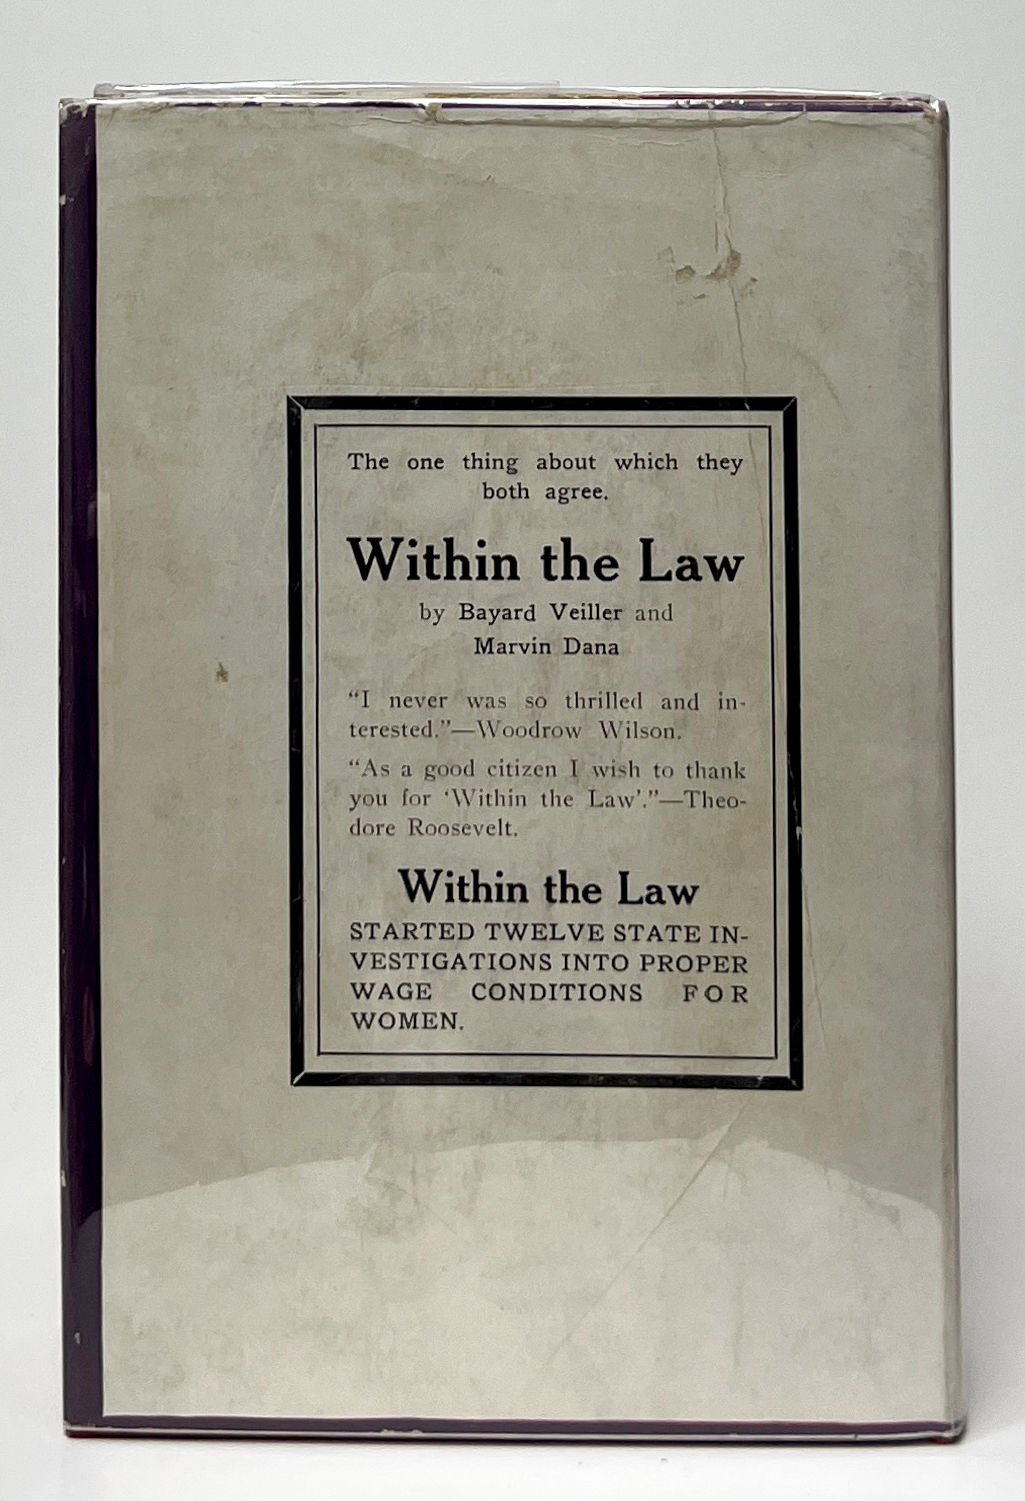 The one thing about which they
both agree.
Within the Law
by Bayard Veiller and
Marvin Dana
“I never was so thrilled and in-
terested.”—Woodrow Wilson.
“As a good citizen I wish to thank
you for ‘Within the Law’.”—Theo-
dore Roosevelt.
Within the Law
STARTED TWELVE STATE IN-
VESTIGATIONS INTO PROPER
WAGE CONDITIONS FOR
WOMEN.